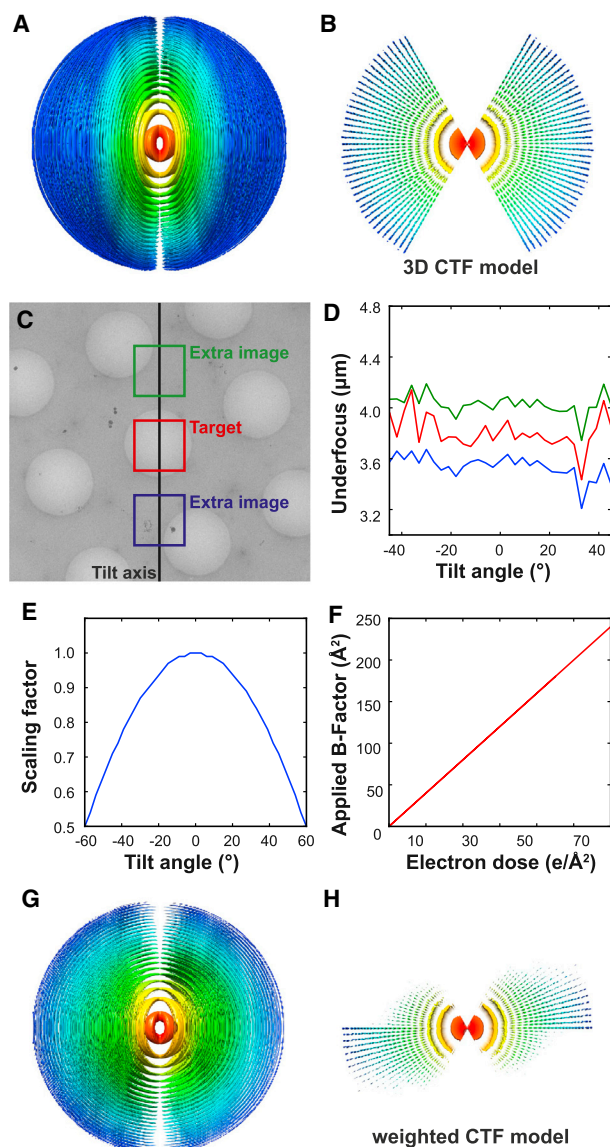 A
B
3D CTF model
C
Extra image
Target
Extra image
Tilt axis
D
Underfocus (µm)
4.8
4.4
4.0
3.6
3.2
-40 -20 0 20 40
Tilt angle (°)
E
Scaling factor
1.0
0.9
0.8
0.7
0.6
0.5
-60 -40 -20 0 20 40 60
Tilt angle (°)
F
Applied B-Factor (Å²)
250
200
150
100
50
0
10 30 50 70
Electron dose (e/Å²)
G
H
weighted CTF model